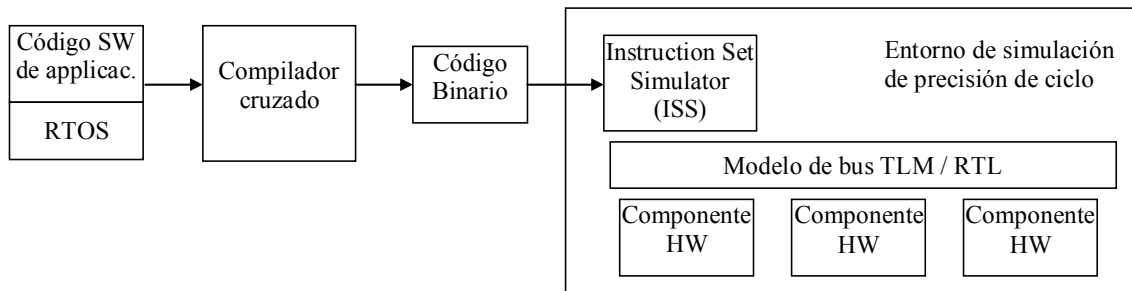 Código SW
de applicac.
RTOS
Compilador
cruzado
Código
Binario
Instruction Set
Simulator
(ISS)
Entorno de simulación
de precisión de ciclo
Modelo de bus TLM / RTL
Componente
HW
Componente
HW
Componente
HW